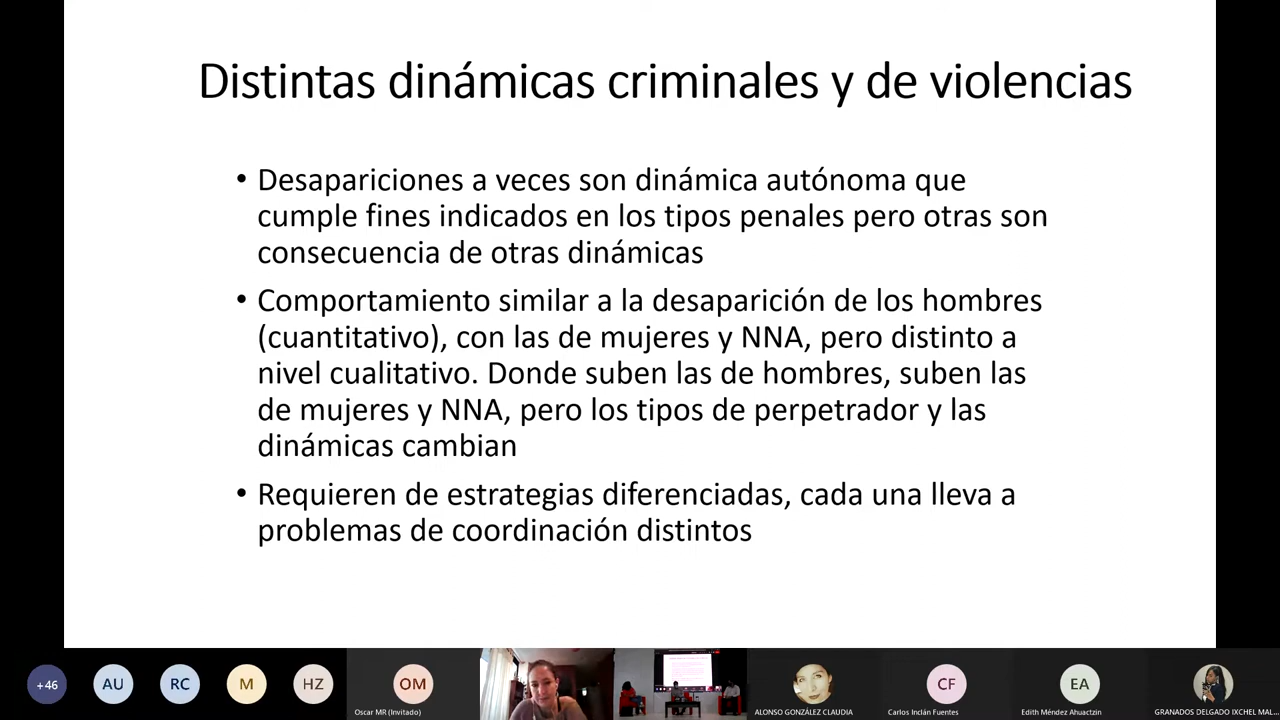 Distintas dinámicas criminales y de violencias
• Desapariciones a veces son dinámica autónoma que
cumple fines indicados en los tipos penales pero otras son
consecuencia de otras dinámicas
• Comportamiento similar a la desaparición de los hombres
(cuantitativo), con las de mujeres y NNA, pero distinto a
nivel cualitativo. Donde suben las de hombres, suben las
de mujeres y NNA, pero los tipos de perpetrador y las
dinámicas cambian
• Requieren de estrategias diferenciadas, cada una lleva a
problemas de coordinación distintos
+46
AU
RC
M
HZ
OM
CF
EA
Oscar MR (Invitado)
ALONSO GONZÁLEZ CLAUDIA
Carlos Inclán Fuentes
Edith Méndez Ahuactzin
GRANADOS DELGADO IXCHEL MAL...